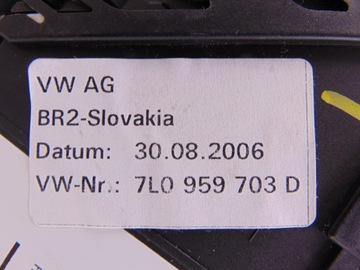 VW AG
BR2-Slovakia
Datum: 30.08.2006
VW-Nr.: 7L0 959 703 D